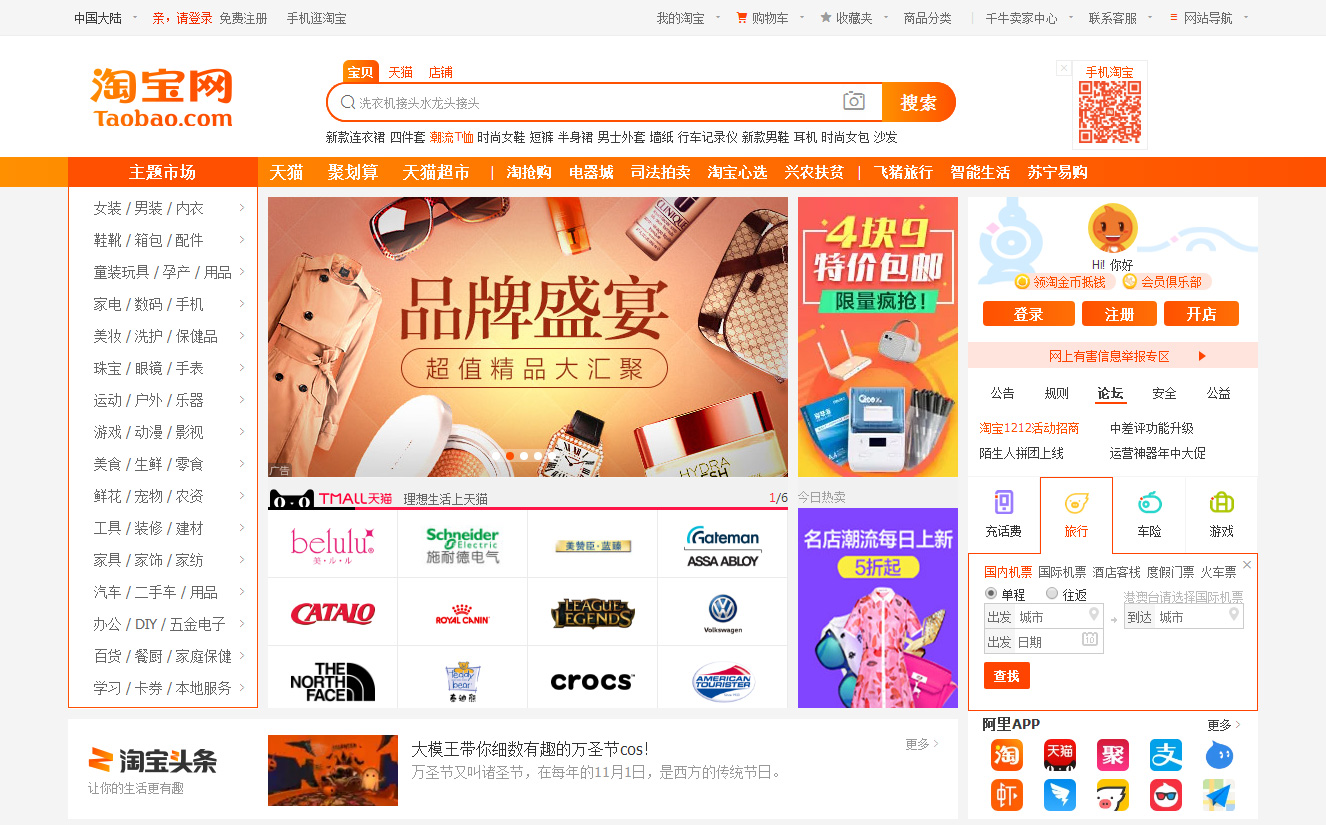 中国大陆 亲，请登录 免费注册 手机逛淘宝 我的淘宝 购物车 收藏夹 商品分类 千牛卖家中心 联系客服 网站导航
淘宝网
Taobao.com
宝贝 天猫 店铺
洗衣机接头水龙头接头 搜索
新款连衣裙 四件套 潮流T恤 时尚女鞋 短裤 半身裙 男士外套 墙纸 行车记录仪 新款男鞋 耳机 时尚女包 沙发
手机淘宝
主题市场 天猫 聚划算 天猫超市 | 淘抢购 电器城 司法拍卖 淘宝心选 兴农扶贫 | 飞猪旅行 智能生活 苏宁易购
女装 / 男装 / 内衣
鞋靴 / 箱包 / 配件
童装玩具 / 孕产 / 用品
家电 / 数码 / 手机
美妆 / 洗护 / 保健品
珠宝 / 眼镜 / 手表
运动 / 户外 / 乐器
游戏 / 动漫 / 影视
美食 / 生鲜 / 零食
鲜花 / 宠物 / 农资
工具 / 装修 / 建材
家具 / 家饰 / 家纺
汽车 / 二手车 / 用品
办公 / DIY / 五金电子
百货 / 餐厨 / 家庭保健
学习 / 卡券 / 本地服务
CLINIQUE
品牌盛宴
超值精品大汇聚
HYDRA
广告
4块9
特价包邮
限量疯抢！
TMALL天猫 理想生活上天猫 1/6
belulu
美·ル·ル
Schneider
Electric
施耐德电气
美赞臣·蓝臻
Gateman
ASSA ABLOY
CATALO
ROYAL CANIN
LEAGUE OF
LEGENDS
Volkswagen
THE
NORTH
FACE
Teddy
bear
泰迪熊
crocs
AMERICAN
TOURISTER
今日热卖
名店潮流每日上新
5折起
Hi! 你好
领淘金币抵钱 会员俱乐部
登录 注册 开店
网上有害信息举报专区
公告 规则 论坛 安全 公益
淘宝1212活动招商 中差评功能升级
陌生人拼团上线 运营神器年中大促
充话费 旅行 车险 游戏
国内机票 国际机票 酒店客栈 度假门票 火车票
单程 往返 港澳台请选择国际机票
出发 城市 到达 城市
出发 日期
查找
阿里APP 更多
淘 天猫 聚 支
虾
淘宝头条
让你的生活更有趣
大模王带你细数有趣的万圣节cos! 更多
万圣节又叫诸圣节，在每年的11月1日，是西方的传统节日。